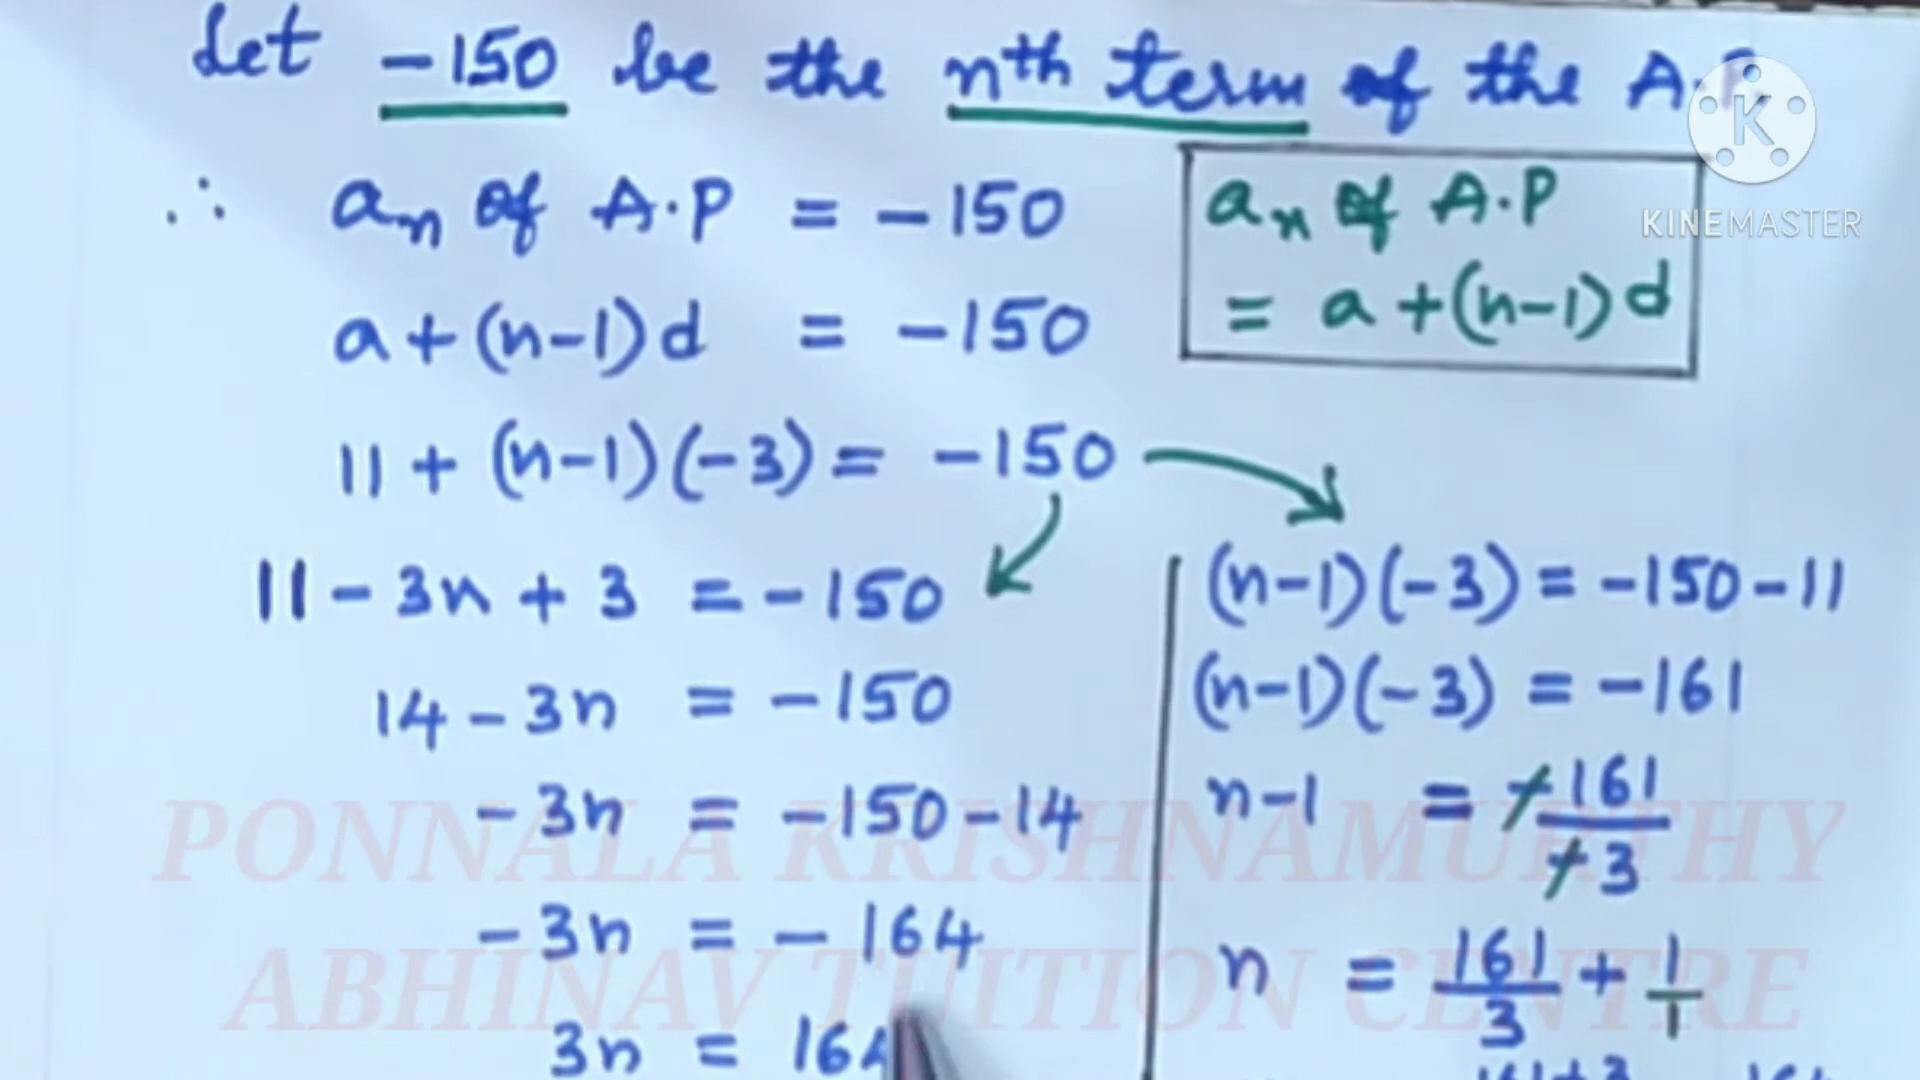 Let -150 be the nth term of the A.P
∴ an of A.P = -150
a + (n-1)d = -150
11 + (n-1)(-3) = -150
11 - 3n + 3 = -150
14 - 3n = -150
-3n = -150 - 14
-3n = -164
3n = 164
an of A.P
= a + (n-1)d
(n-1)(-3) = -150 - 11
(n-1)(-3) = -161
n-1 = -161/-3
n = 161/3 + 1/1
K
KINEMASTER
PONNALA KRISHNAMURTHY
ABHINAV TUITION CENTRE